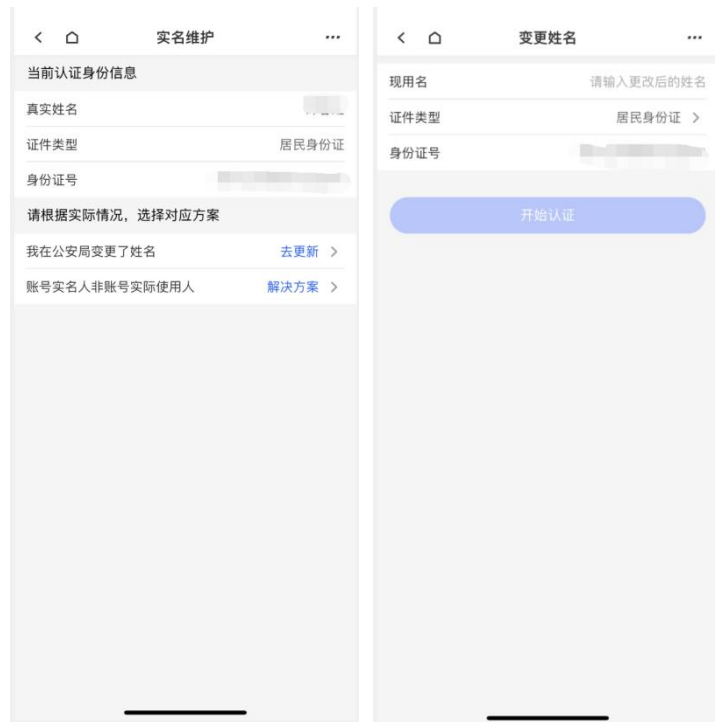 实名维护
当前认证身份信息
真实姓名
证件类型 居民身份证
身份证号
请根据实际情况，选择对应方案
我在公安局变更了姓名 去更新
账号实名人非账号实际使用人 解决方案
变更姓名
现用名 请输入更改后的姓名
证件类型 居民身份证
身份证号
开始认证